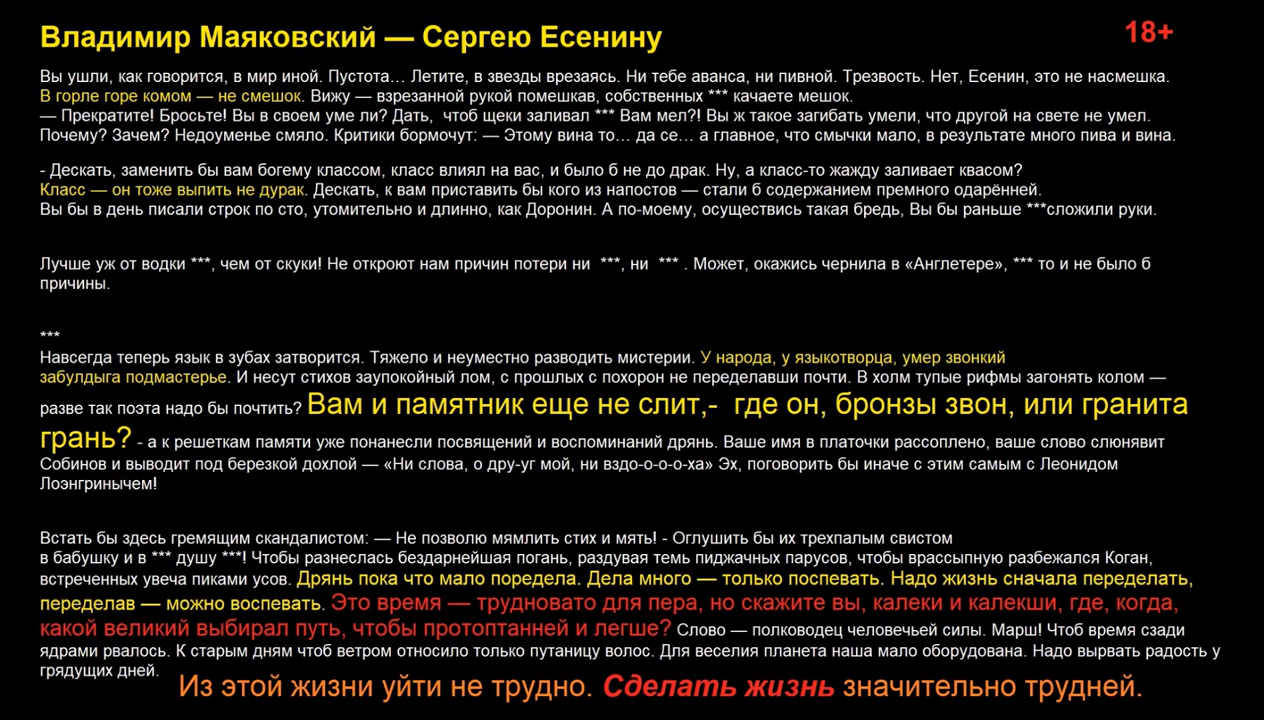 Владимир Маяковский — Сергею Есенину
18+
Вы ушли, как говорится, в мир иной. Пустота… Летите, в звезды врезаясь. Ни тебе аванса, ни пивной. Трезвость. Нет, Есенин, это не насмешка.
В горле горе комом — не смешок. Вижу — взрезанной рукой помешкав, собственных *** качаете мешок.
— Прекратите! Бросьте! Вы в своем уме ли? Дать, чтоб щеки заливал *** Вам мел?! Вы ж такое загибать умели, что другой на свете не умел.
Почему? Зачем? Недоуменье смяло. Критики бормочут: — Этому вина то… да се… а главное, что смычки мало, в результате много пива и вина.
- Дескать, заменить бы вам богему классом, класс влиял на вас, и было б не до драк. Ну, а класс-то жажду заливает квасом?
Класс — он тоже выпить не дурак. Дескать, к вам приставить бы кого из напостов — стали б содержанием премного одарённей.
Вы бы в день писали строк по сто, утомительно и длинно, как Доронин. А по-моему, осуществись такая бредь, Вы бы раньше ***сложили руки.
Лучше уж от водки ***, чем от скуки! Не откроют нам причин потери ни ***, ни *** . Может, окажись чернила в «Англетере», *** то и не было б
причины.
***
Навсегда теперь язык в зубах затворится. Тяжело и неуместно разводить мистерии. У народа, у языкотворца, умер звонкий
забулдыга подмастерье. И несут стихов заупокойный лом, с прошлых с похорон не переделавши почти. В холм тупые рифмы загонять колом —
разве так поэта надо бы почтить? Вам и памятник еще не слит,- где он, бронзы звон, или гранита
грань? - а к решеткам памяти уже понанесли посвящений и воспоминаний дрянь. Ваше имя в платочки рассоплено, ваше слово слюнявит
Собинов и выводит под березкой дохлой — «Ни слова, о дру-уг мой, ни вздо-о-о-о-ха» Эх, поговорить бы иначе с этим самым с Леонидом
Лоэнгринычем!
Встать бы здесь гремящим скандалистом: — Не позволю мямлить стих и мять! - Оглушить бы их трехпалым свистом
в бабушку и в *** душу ***! Чтобы разнеслась бездарнейшая погань, раздувая темь пиджачных парусов, чтобы врассыпную разбежался Коган,
встреченных увеча пиками усов. Дрянь пока что мало поредела. Дела много — только поспевать. Надо жизнь сначала переделать,
переделав — можно воспевать. Это время — трудновато для пера, но скажите вы, калеки и калекши, где, когда,
какой великий выбирал путь, чтобы протоптанней и легше? Слово — полководец человечьей силы. Марш! Чтоб время сзади
ядрами рвалось. К старым дням чтоб ветром относило только путаницу волос. Для веселия планета наша мало оборудована. Надо вырвать радость у
грядущих дней.
Из этой жизни уйти не трудно. Сделать жизнь значительно трудней.